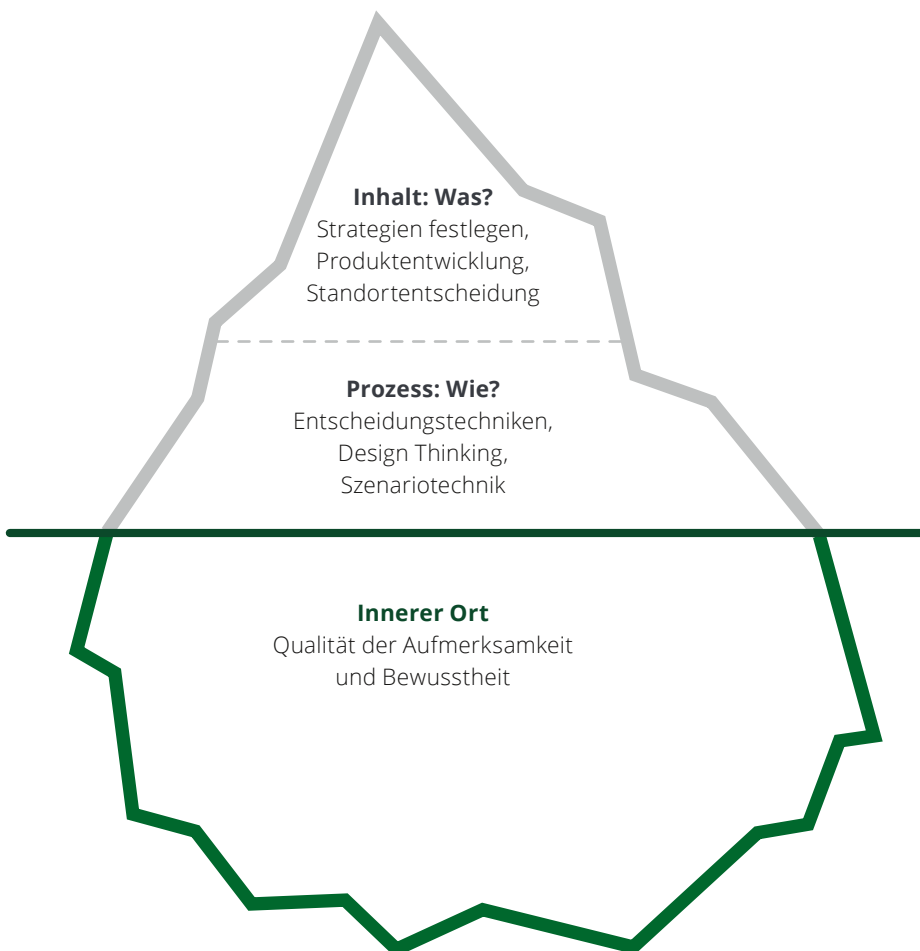 Inhalt: Was?
Strategien festlegen,
Produktentwicklung,
Standortentscheidung
Prozess: Wie?
Entscheidungstechniken,
Design Thinking,
Szenariotechnik
Innerer Ort
Qualität der Aufmerksamkeit
und Bewusstheit